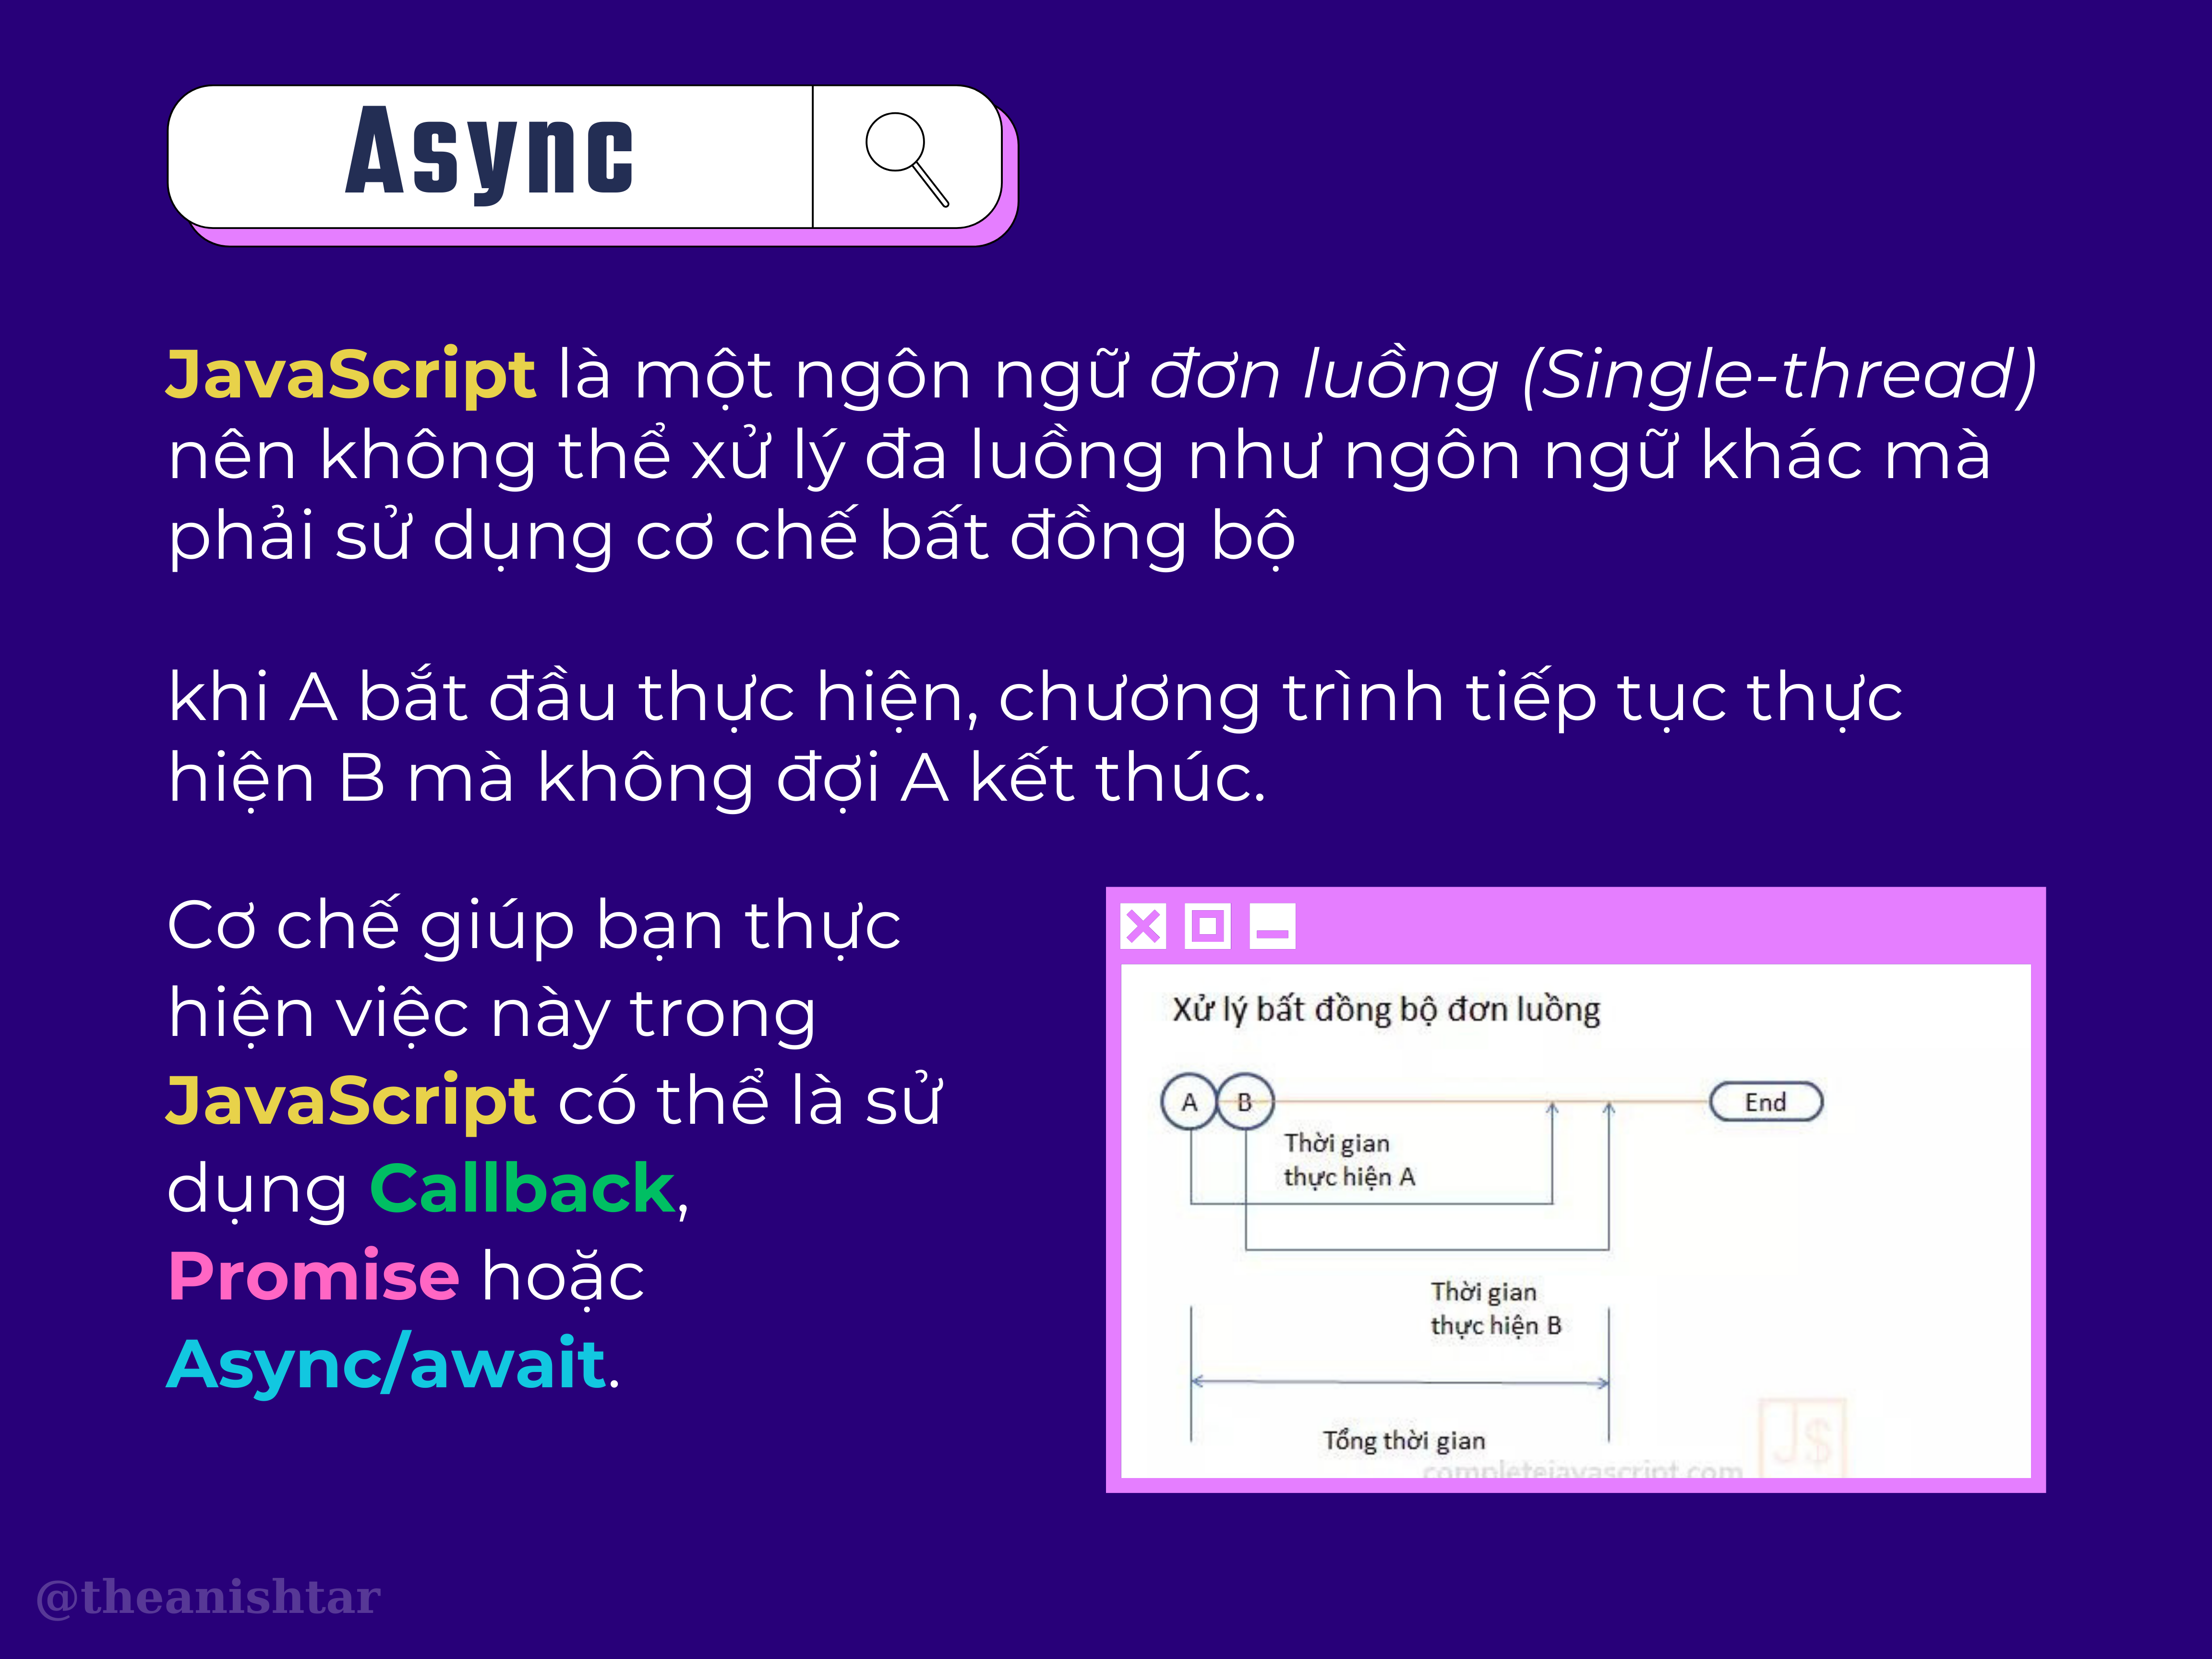 Async
JavaScript là một ngôn ngữ đơn luồng (Single-thread)
nên không thể xử lý đa luồng như ngôn ngữ khác mà
phải sử dụng cơ chế bất đồng bộ
khi A bắt đầu thực hiện, chương trình tiếp tục thực
hiện B mà không đợi A kết thúc.
Cơ chế giúp bạn thực
hiện việc này trong
JavaScript có thể là sử
dụng Callback,
Promise hoặc
Async/await.
Xử lý bất đồng bộ đơn luồng
A B End
Thời gian
thực hiện A
Thời gian
thực hiện B
Tổng thời gian
J$
completejavascript.com
@theanishtar